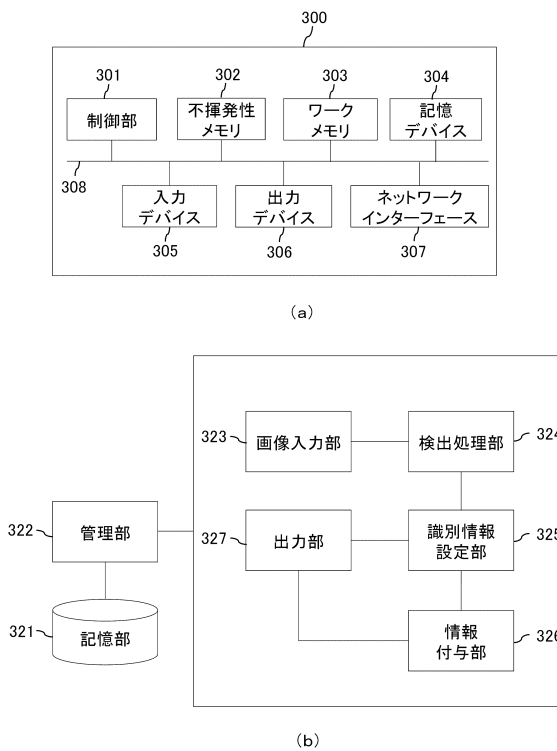 300
301
302
303
304
制御部
不揮発性
メモリ
ワーク
メモリ
記憶
デバイス
308
入力
デバイス
出力
デバイス
ネットワーク
インターフェース
305
306
307
(a)
323
画像入力部
検出処理部
324
322
管理部
327
出力部
識別情報
設定部
325
321
記憶部
情報
付与部
326
(b)